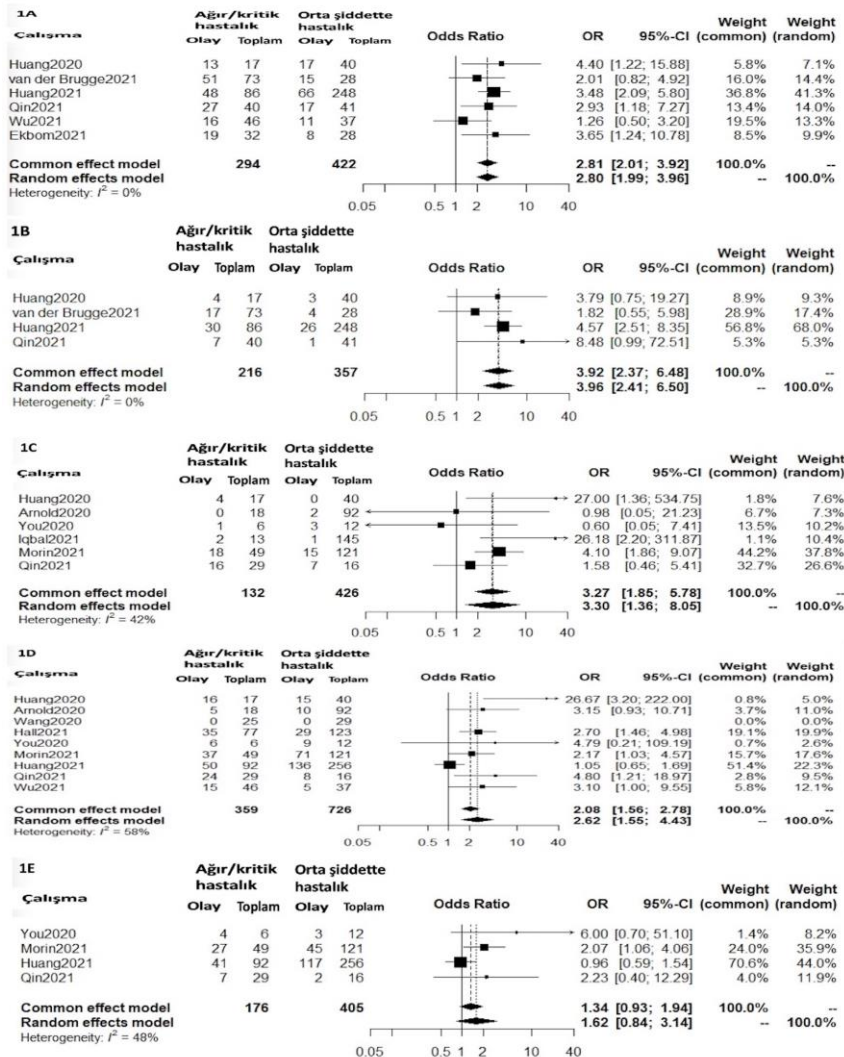 1A
Ağır/kritik Orta şiddette
hastalık hastalık
Weight Weight
Çalışma Olay Toplam Olay Toplam Odds Ratio OR 95%-CI (common) (random)
Huang2020 13 17 17 40 4.40 [1.22; 15.88] 5.8% 7.1%
van der Brugge2021 51 73 15 28 2.01 [0.82; 4.92] 16.0% 14.4%
Huang2021 48 86 66 248 3.48 [2.09; 5.80] 36.8% 41.3%
Qin2021 27 40 17 41 2.93 [1.18; 7.27] 13.4% 14.0%
Wu2021 16 46 11 37 1.26 [0.50; 3.20] 19.5% 13.3%
Ekbom2021 19 32 8 28 3.65 [1.24; 10.78] 8.5% 9.9%
Common effect model 294 422 2.81 [2.01; 3.92] 100.0% --
Random effects model 2.80 [1.99; 3.96] -- 100.0%
Heterogeneity: I² = 0%
0.05 0.5 1 2 10 40
1B
Ağır/kritik Orta şiddette
hastalık hastalık
Weight Weight
Çalışma Olay Toplam Olay Toplam Odds Ratio OR 95%-CI (common) (random)
Huang2020 4 17 3 40 3.79 [0.75; 19.27] 8.9% 9.3%
van der Brugge2021 17 73 4 28 1.82 [0.55; 5.98] 28.9% 17.4%
Huang2021 30 86 26 248 4.57 [2.51; 8.35] 56.8% 68.0%
Qin2021 7 40 1 41 8.48 [0.99; 72.51] 5.3% 5.3%
Common effect model 216 357 3.92 [2.37; 6.48] 100.0% --
Random effects model 3.96 [2.41; 6.50] -- 100.0%
Heterogeneity: I² = 0%
0.05 0.5 1 2 10 40
1C
Ağır/kritik Orta şiddette
hastalık hastalık
Weight Weight
Çalışma Olay Toplam Olay Toplam Odds Ratio OR 95%-CI (common) (random)
Huang2020 4 17 0 40 27.00 [1.36; 534.75] 1.8% 7.6%
Arnold2020 0 18 2 92 0.98 [0.05; 21.23] 6.7% 7.3%
You2020 1 6 3 12 0.60 [0.05; 7.41] 13.5% 10.2%
Iqbal2021 2 13 1 145 26.18 [2.20; 311.87] 1.1% 10.4%
Morin2021 18 49 15 121 4.10 [1.86; 9.07] 44.2% 37.8%
Qin2021 16 29 7 16 1.58 [0.46; 5.41] 32.7% 26.6%
Common effect model 132 426 3.27 [1.85; 5.78] 100.0% --
Random effects model 3.30 [1.36; 8.05] -- 100.0%
Heterogeneity: I² = 42%
0.05 0.5 1 2 10 40
1D
Ağır/kritik Orta şiddette
hastalık hastalık
Weight Weight
Çalışma Olay Toplam Olay Toplam Odds Ratio OR 95%-CI (common) (random)
Huang2020 16 17 15 40 26.67 [3.20; 222.00] 0.8% 5.0%
Arnold2020 5 18 10 92 3.15 [0.93; 10.71] 3.7% 11.0%
Wang2020 0 25 0 29 0.0% 0.0%
Hall2021 35 77 29 123 2.70 [1.46; 4.98] 19.1% 19.9%
You2020 6 6 9 12 4.79 [0.21; 109.19] 0.7% 2.6%
Morin2021 37 49 71 121 2.17 [1.03; 4.57] 15.7% 17.6%
Huang2021 50 92 136 256 1.05 [0.65; 1.69] 51.4% 22.3%
Qin2021 24 29 8 16 4.80 [1.21; 18.97] 2.8% 9.5%
Wu2021 15 46 5 37 3.10 [1.00; 9.55] 5.8% 12.1%
Common effect model 359 726 2.08 [1.56; 2.78] 100.0% --
Random effects model 2.62 [1.55; 4.43] -- 100.0%
Heterogeneity: I² = 58%
0.05 0.5 1 2 10 40
1E
Ağır/kritik Orta şiddette
hastalık hastalık
Weight Weight
Çalışma Olay Toplam Olay Toplam Odds Ratio OR 95%-CI (common) (random)
You2020 4 6 3 12 6.00 [0.70; 51.10] 1.4% 8.2%
Morin2021 27 49 45 121 2.07 [1.06; 4.06] 24.0% 35.9%
Huang2021 41 92 117 256 0.96 [0.59; 1.54] 70.6% 44.0%
Qin2021 7 29 2 16 2.23 [0.40; 12.29] 4.0% 11.9%
Common effect model 176 405 1.34 [0.93; 1.94] 100.0% --
Random effects model 1.62 [0.84; 3.14] -- 100.0%
Heterogeneity: I² = 48%
0.05 0.5 1 2 10 40